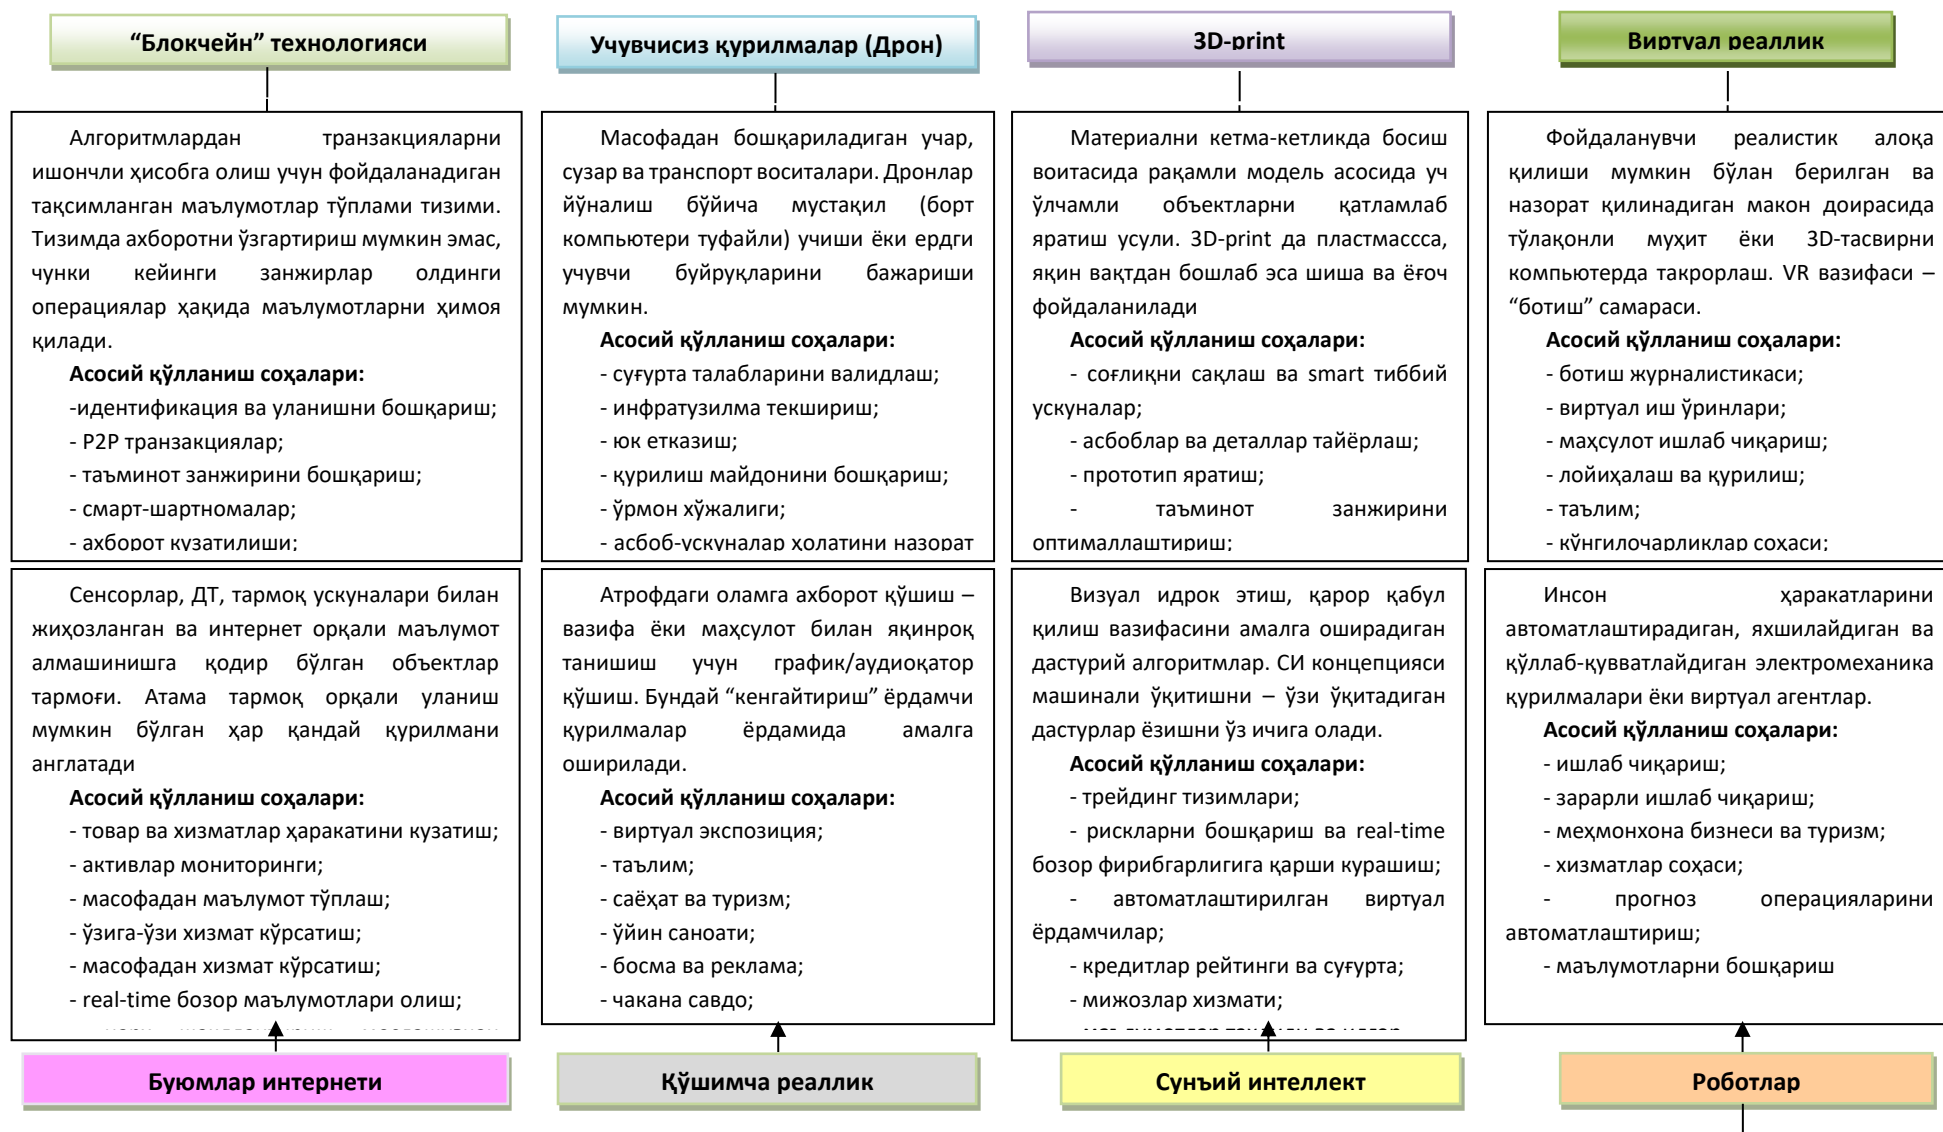 “Блокчейн” технологияси
Алгоритмлардан транзакцияларни
ишончли ҳисобга олиш учун фойдаланадиган
тақсимланган маълумотлар тўплами тизими.
Тизимда ахборотни ўзгартириш мумкин эмас,
чунки кейинги занжирлар олдинги
операциялар ҳақида маълумотларни ҳимоя
қилади.
Асосий қўлланиш соҳалари:
-идентификация ва уланишни бошқариш;
- P2P транзакциялар;
- таъминот занжирини бошқариш;
- смарт-шартномалар;
- ахборот кузатилиши;
Учувчисиз қурилмалар (Дрон)
Масофадан бошқариладиган учар,
сузар ва транспорт воситалари. Дронлар
йўналиш бўйича мустақил (борт
компьютери туфайли) учиши ёки ердги
учувчи буйруқларини бажариши
мумкин.
Асосий қўлланиш соҳалари:
- суғурта талабларини валидлаш;
- инфратузилма текшириш;
- юк етказиш;
- қурилиш майдонини бошқариш;
- ўрмон хўжалиги;
- асбоб-ускуналар ҳолатини назорат
3D-print
Материални кетма-кетликда босиш
воитасида рақамли модель асосида уч
ўлчамли объектларни қатламлаб
яратиш усули. 3D-print да пластмассса,
яқин вақтдан бошлаб эса шиша ва ёғоч
фойдаланилади
Асосий қўлланиш соҳалари:
- соғлиқни сақлаш ва smart тиббий
ускуналар;
- асбоблар ва деталлар тайёрлаш;
- прототип яратиш;
- таъминот занжирини
оптималлаштириш;
Виртуал реаллик
Фойдаланувчи реалистик алоқа
қилиши мумкин бўлан берилган ва
назорат қилинадиган макон доирасида
тўлақонли муҳит ёки 3D-тасвирни
компьютерда такрорлаш. VR вазифаси –
“ботиш” самараси.
Асосий қўлланиш соҳалари:
- ботиш журналистикаси;
- виртуал иш ўринлари;
- маҳсулот ишлаб чиқариш;
- лойиҳалаш ва қурилиш;
- таълим;
- кўнгилочарликлар соҳаси;
Сенсорлар, ДТ, тармоқ ускуналари билан
жиҳозланган ва интернет орқали маълумот
алмашинишга қодир бўлган объектлар
тармоғи. Атама тармоқ орқали уланиш
мумкин бўлган ҳар қандай қурилмани
англатади
Асосий қўлланиш соҳалари:
- товар ва хизматлар ҳаракатини кузатиш;
- активлар мониторинги;
- масофадан маълумот тўплаш;
- ўзига-ўзи хизмат кўрсатиш;
- масофадан хизмат кўрсатиш;
- real-time бозор маълумотлари олиш;
Буюмлар интернети
Атрофдаги оламга ахборот қўшиш –
вазифа ёки маҳсулот билан яқинроқ
танишиш учун график/аудиоқатор
қўшиш. Бундай “кенгайтириш” ёрдамчи
қурилмалар ёрдамида амалга
оширилади.
Асосий қўлланиш соҳалари:
- виртуал экспозиция;
- таълим;
- саёҳат ва туризм;
- ўйин саноати;
- босма ва реклама;
- чакана савдо;
Қўшимча реаллик
Визуал идрок этиш, қарор қабул
қилиш вазифасини амалга оширадиган
дастурий алгоритмлар. СИ концепцияси
машинали ўқитишни – ўзи ўқитадиган
дастурлар ёзишни ўз ичига олади.
Асосий қўлланиш соҳалари:
- трейдинг тизимлари;
- рискларни бошқариш ва real-time
бозор фирибгарлигига қарши курашиш;
- автоматлаштирилган виртуал
ёрдамчилар;
- кредитлар рейтинги ва суғурта;
- мижозлар хизмати;
Сунъий интеллект
Инсон ҳаракатларини
автоматлаштирадиган, яхшилайдиган ва
қўллаб-қувватлайдиган электромеханика
қурилмалари ёки виртуал агентлар.
Асосий қўлланиш соҳалари:
- ишлаб чиқариш;
- зарарли ишлаб чиқариш;
- меҳмонхона бизнеси ва туризм;
- хизматлар соҳаси;
- прогноз операцияларини
автоматлаштириш;
- маълумотларни бошқариш
Роботлар